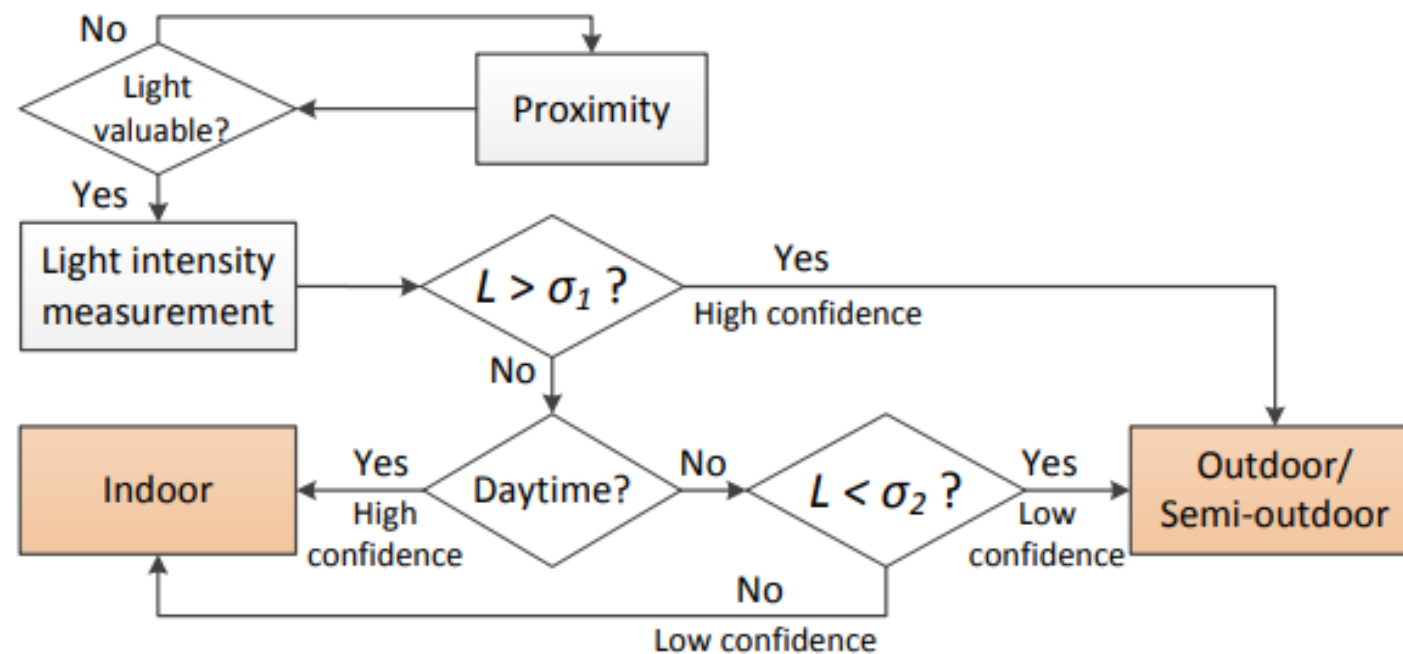 No
Light
valuable?
Proximity
Yes
Light intensity
measurement
L > σ1 ?
Yes
High confidence
No
Indoor
Yes
High
confidence
Daytime?
No
L < σ2 ?
Yes
Low
confidence
Outdoor/
Semi-outdoor
No
Low confidence